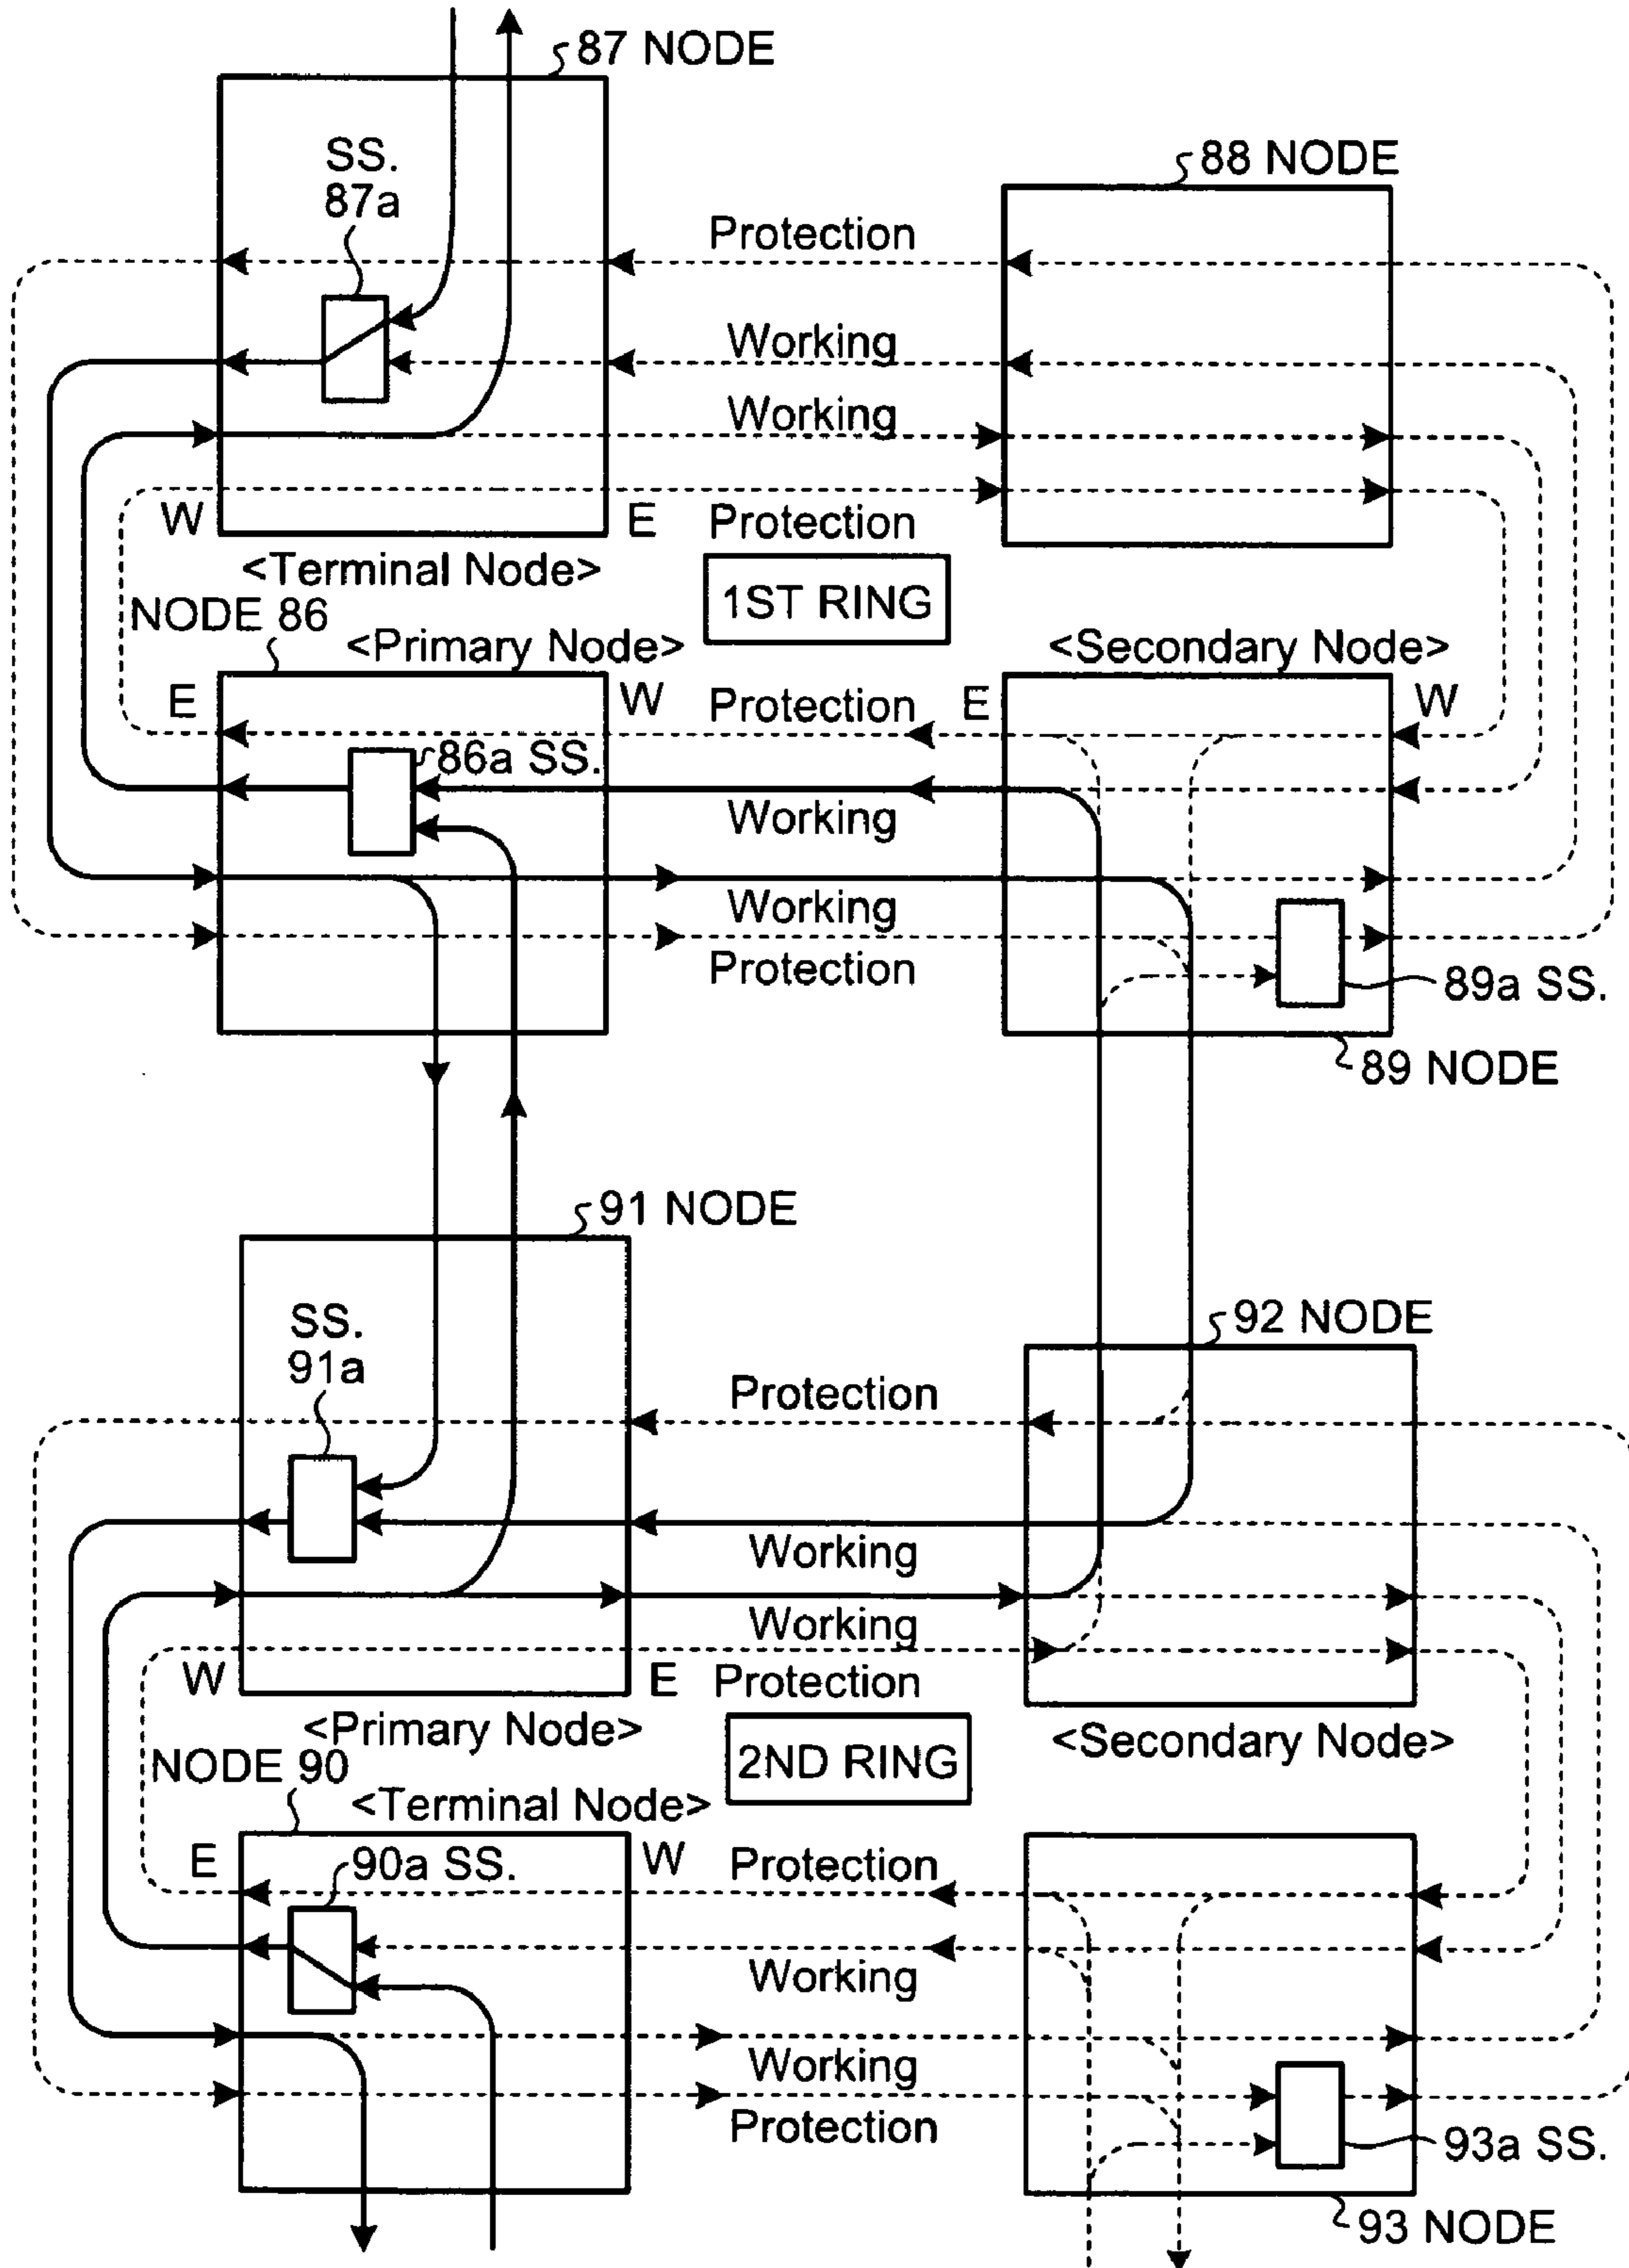 87 NODE
SS.
87a
88 NODE
Protection
Working
Working
W
E
Protection
<Terminal Node>
1ST RING
NODE 86
<Primary Node>
<Secondary Node>
E
W
Protection
E
W
86a SS.
Working
Working
Protection
89a SS.
89 NODE
91 NODE
SS.
91a
92 NODE
Protection
Working
Working
W
E
Protection
<Primary Node>
2ND RING
<Secondary Node>
NODE 90
<Terminal Node>
E
90a SS.
W
Protection
Working
Working
Protection
93a SS.
93 NODE